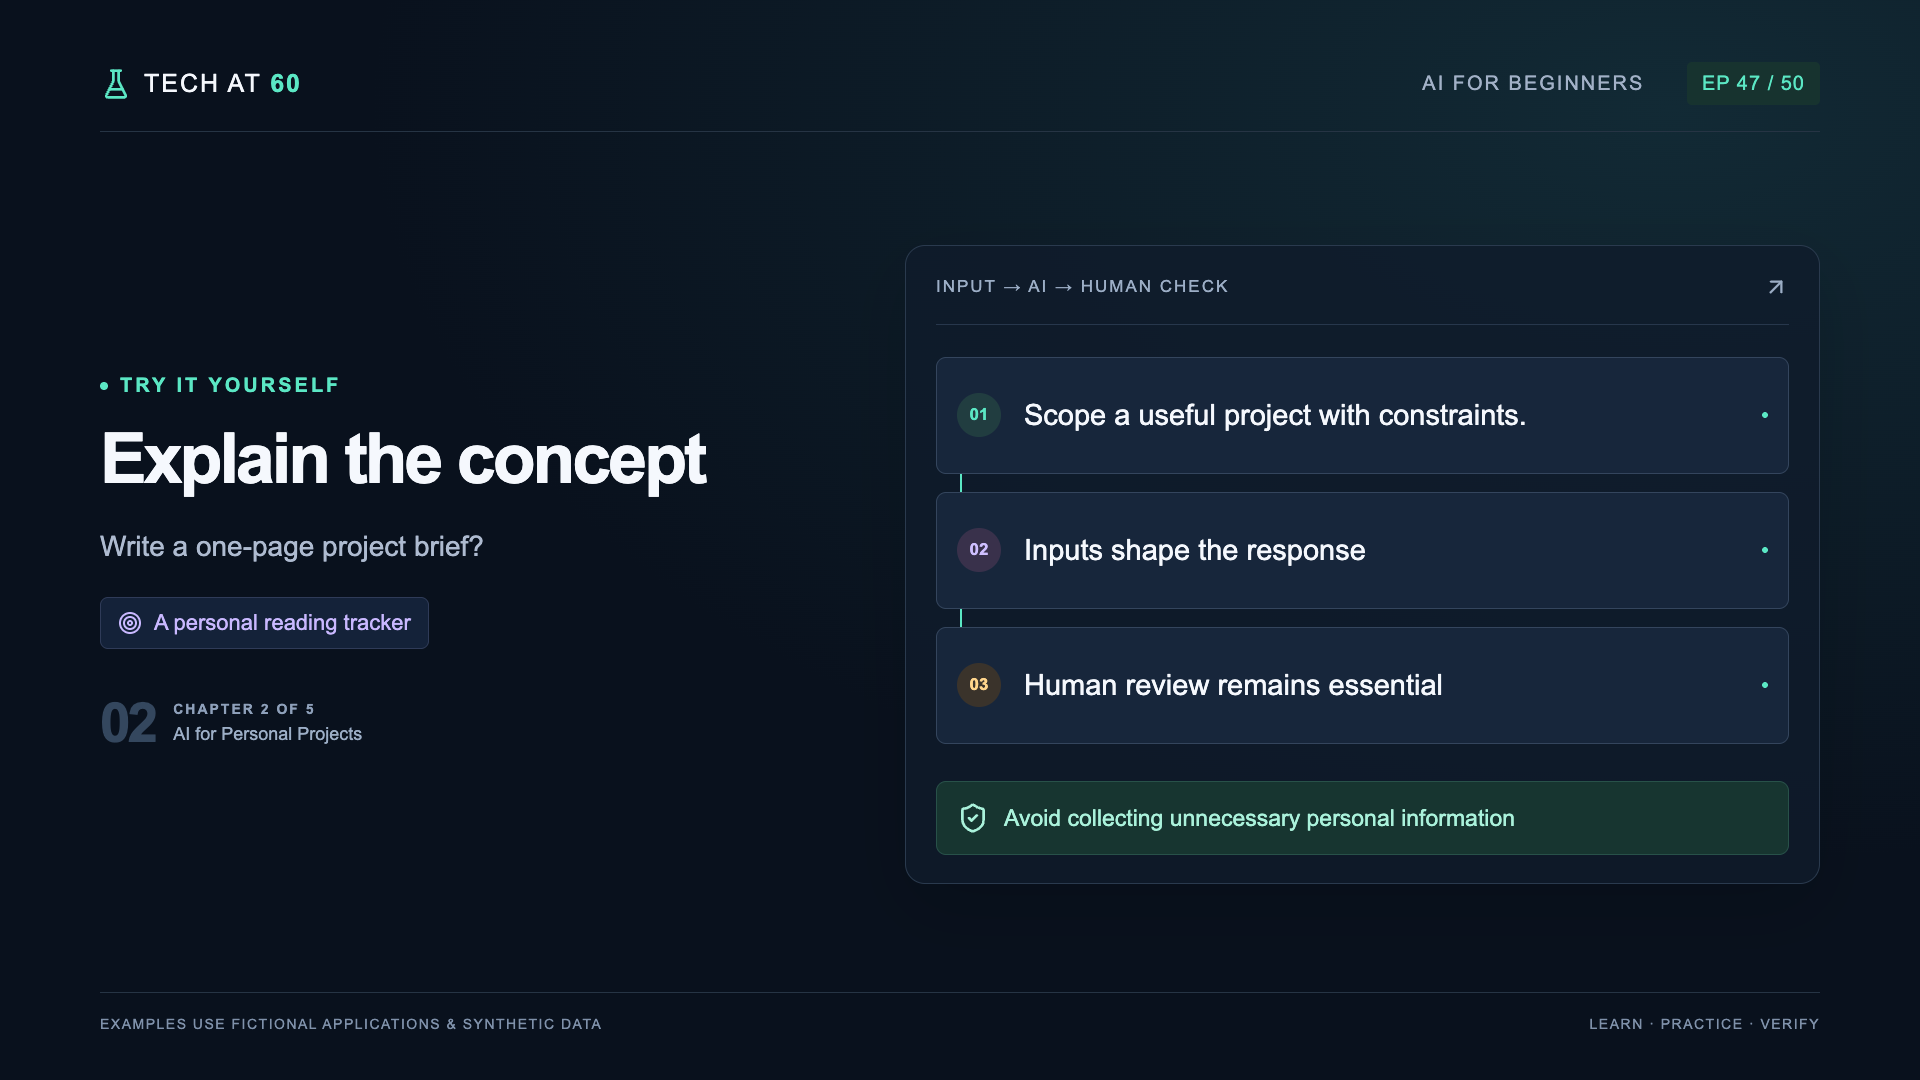 TECH AT 60
AI FOR BEGINNERS
EP 47 / 50
TRY IT YOURSELF
Explain the concept
Write a one-page project brief?
A personal reading tracker
02
CHAPTER 2 OF 5
AI for Personal Projects
INPUT → AI → HUMAN CHECK
01 Scope a useful project with constraints.
02 Inputs shape the response
03 Human review remains essential
Avoid collecting unnecessary personal information
EXAMPLES USE FICTIONAL APPLICATIONS & SYNTHETIC DATA
LEARN · PRACTICE · VERIFY